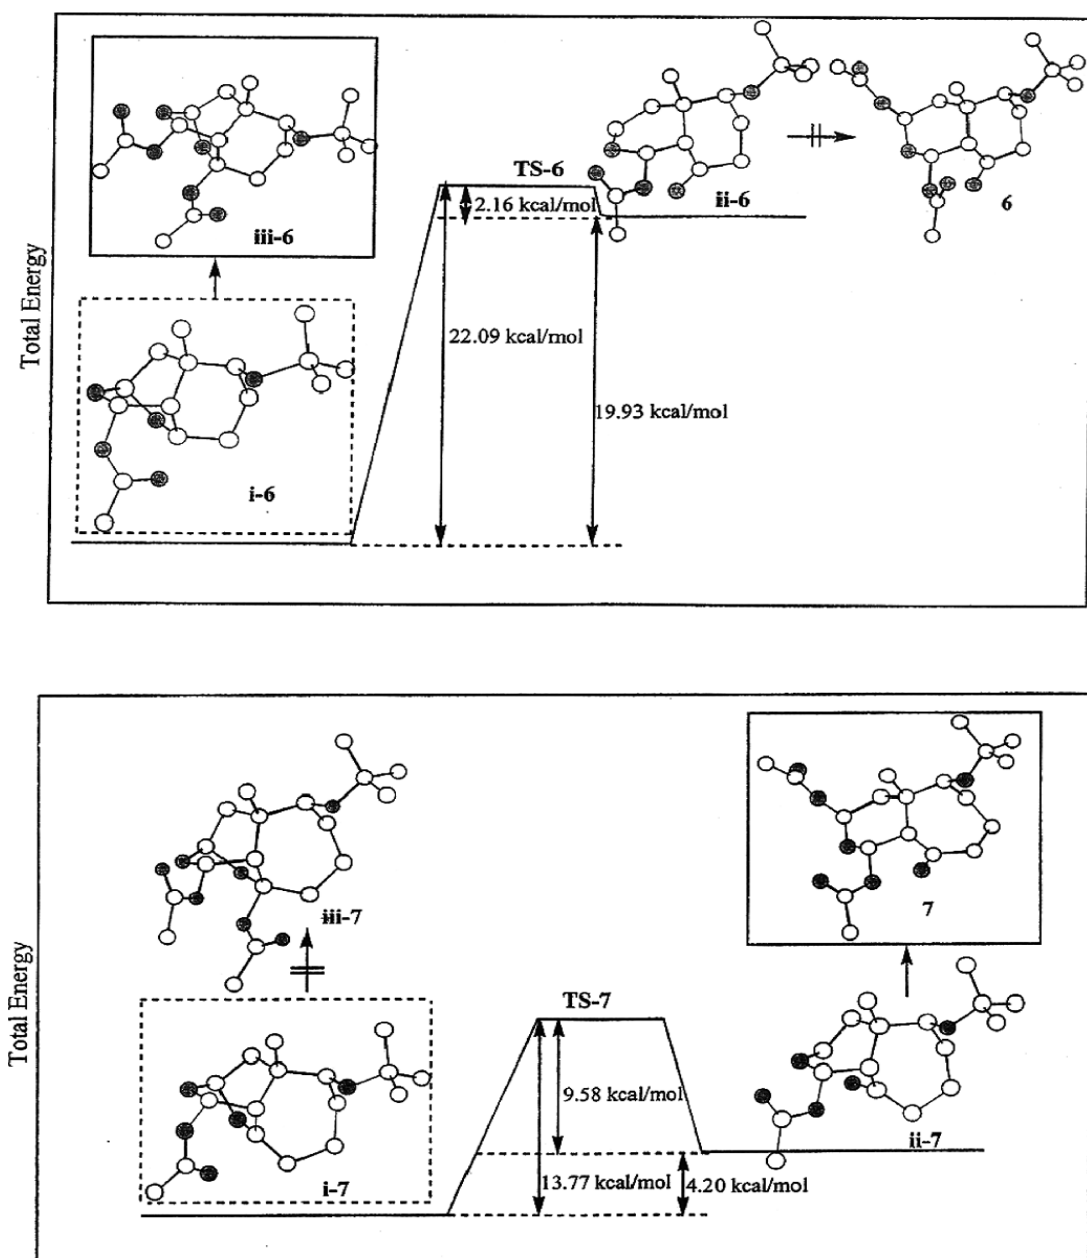 TS-6
2.16 kcal/mol
ii-6
6
iii-6
22.09 kcal/mol
19.93 kcal/mol
i-6
Total Energy
iii-7
7
TS-7
9.58 kcal/mol
ii-7
13.77 kcal/mol
4.20 kcal/mol
i-7
Total Energy